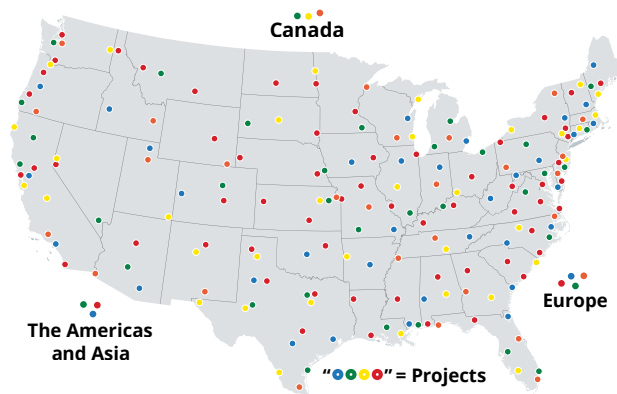 Canada
Europe
The Americas
and Asia
“ ” = Projects